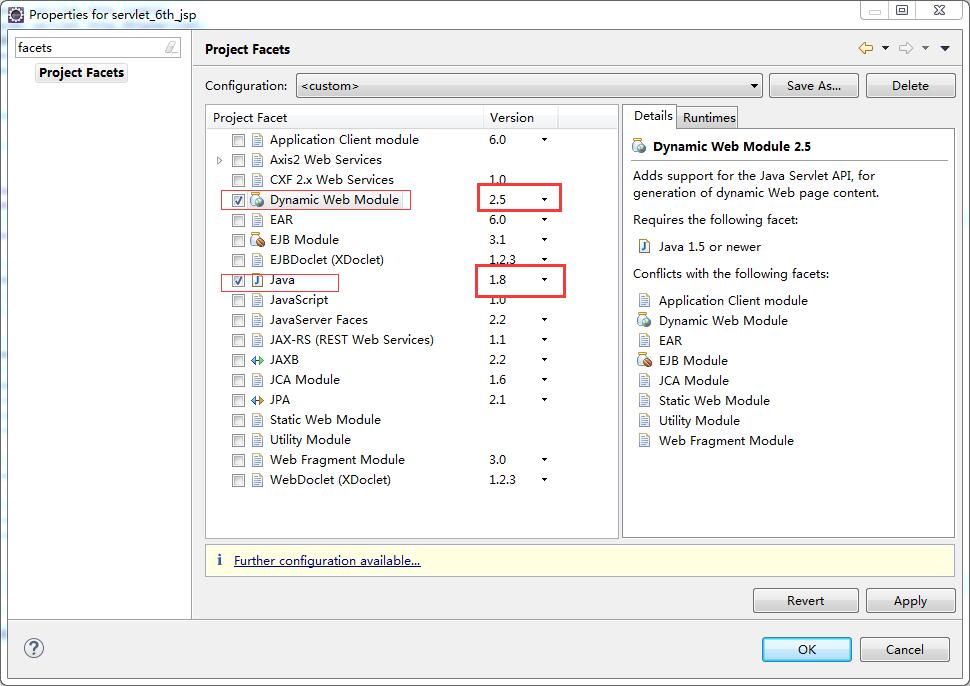 Properties for servlet_6th_jsp
facets
Project Facets
Project Facets
Configuration: <custom> Save As... Delete
Project Facet Version
Application Client module 6.0
Axis2 Web Services
CXF 2.x Web Services 1.0
Dynamic Web Module 2.5
EAR 6.0
EJB Module 3.1
EJBDoclet (XDoclet) 1.2.3
Java 1.8
JavaScript 1.0
JavaServer Faces 2.2
JAX-RS (REST Web Services) 1.1
JAXB 2.2
JCA Module 1.6
JPA 2.1
Static Web Module
Utility Module
Web Fragment Module 3.0
WebDoclet (XDoclet) 1.2.3
Details Runtimes
Dynamic Web Module 2.5
Adds support for the Java Servlet API, for
generation of dynamic Web page content.
Requires the following facet:
Java 1.5 or newer
Conflicts with the following facets:
Application Client module
Dynamic Web Module
EAR
EJB Module
JCA Module
Static Web Module
Utility Module
Web Fragment Module
Further configuration available...
Revert Apply
OK Cancel